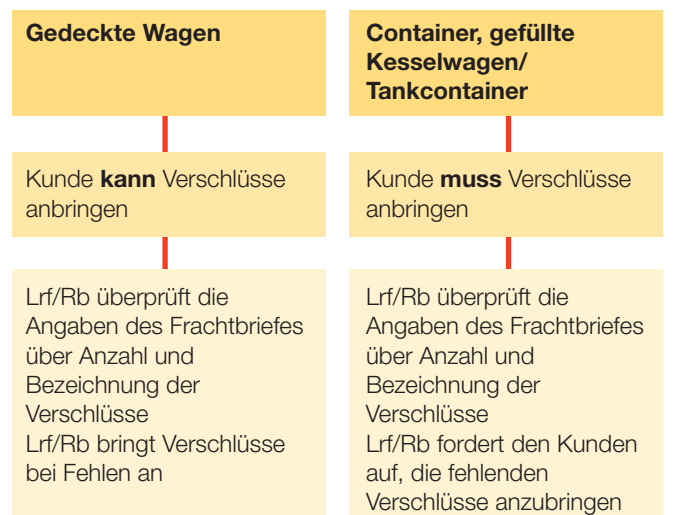 Gedeckte Wagen
Container, gefüllte
Kesselwagen/
Tankcontainer
Kunde kann Verschlüsse
anbringen
Kunde muss Verschlüsse
anbringen
Lrf/Rb überprüft die
Angaben des Frachtbriefes
über Anzahl und
Bezeichnung der
Verschlüsse
Lrf/Rb bringt Verschlüsse
bei Fehlen an
Lrf/Rb überprüft die
Angaben des Frachtbriefes
über Anzahl und
Bezeichnung der
Verschlüsse
Lrf/Rb fordert den Kunden
auf, die fehlenden
Verschlüsse anzubringen